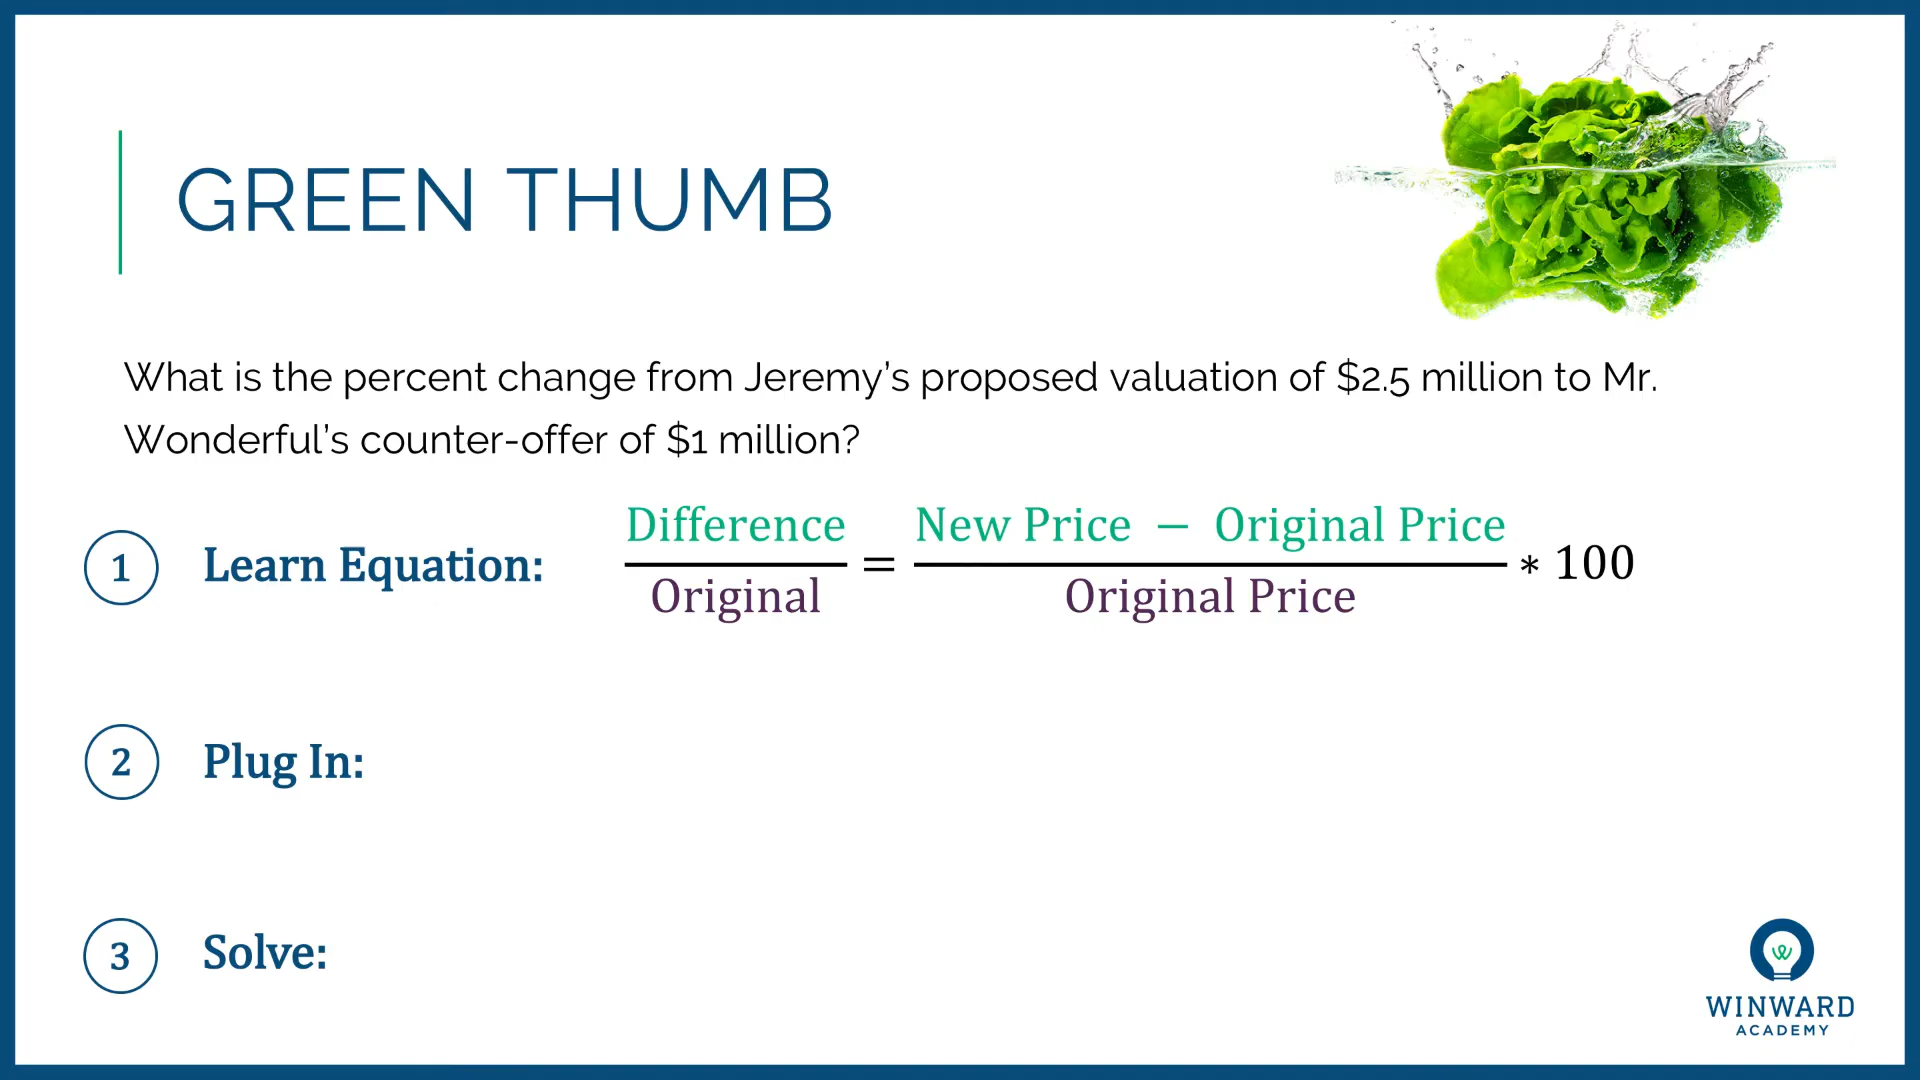 GREEN THUMB
What is the percent change from Jeremy’s proposed valuation of $2.5 million to Mr.
Wonderful’s counter-offer of $1 million?
1 Learn Equation: Difference/Original = New Price − Original Price/Original Price * 100
2 Plug In:
3 Solve:
W
WINWARD
ACADEMY